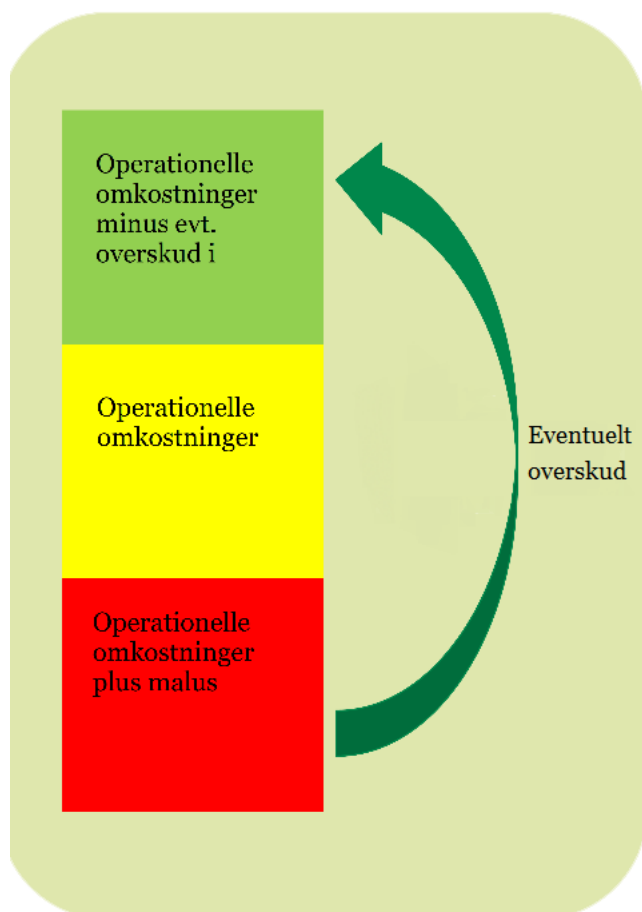 Operationelle
omkostninger
minus evt.
overskud i
Operationelle
omkostninger
Eventuelt
overskud
Operationelle
omkostninger
plus malus